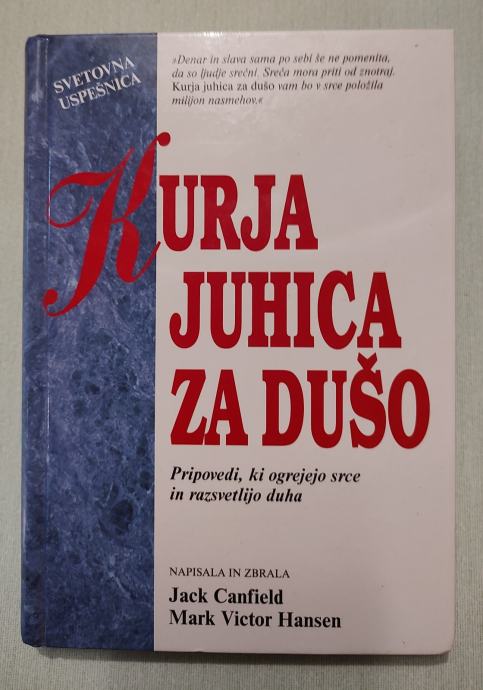 SVETOVNA
USPEŠNICA
»Denar in slava sama po sebi še ne pomenita,
da so ljudje srečni. Sreča mora priti od znotraj.
Kurja juhica za dušo vam bo v srce položila
milijon nasmehov.«
KURJA
JUHICA
ZA DUŠO
Pripovedi, ki ogrejejo srce
in razsvetlijo duha
NAPISALA IN ZBRALA
Jack Canfield
Mark Victor Hansen